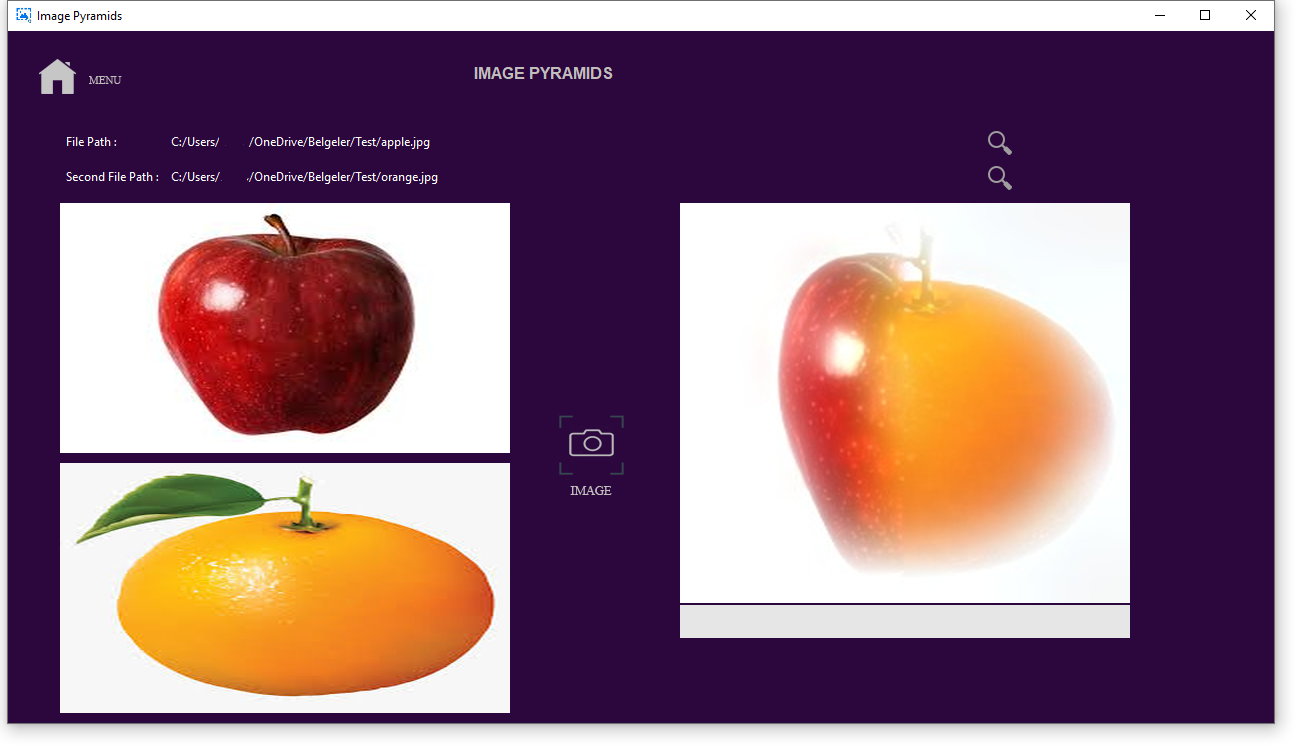 Image Pyramids
MENU
IMAGE PYRAMIDS
File Path : C:/Users/ /OneDrive/Belgeler/Test/apple.jpg
Second File Path : C:/Users/ /OneDrive/Belgeler/Test/orange.jpg
IMAGE